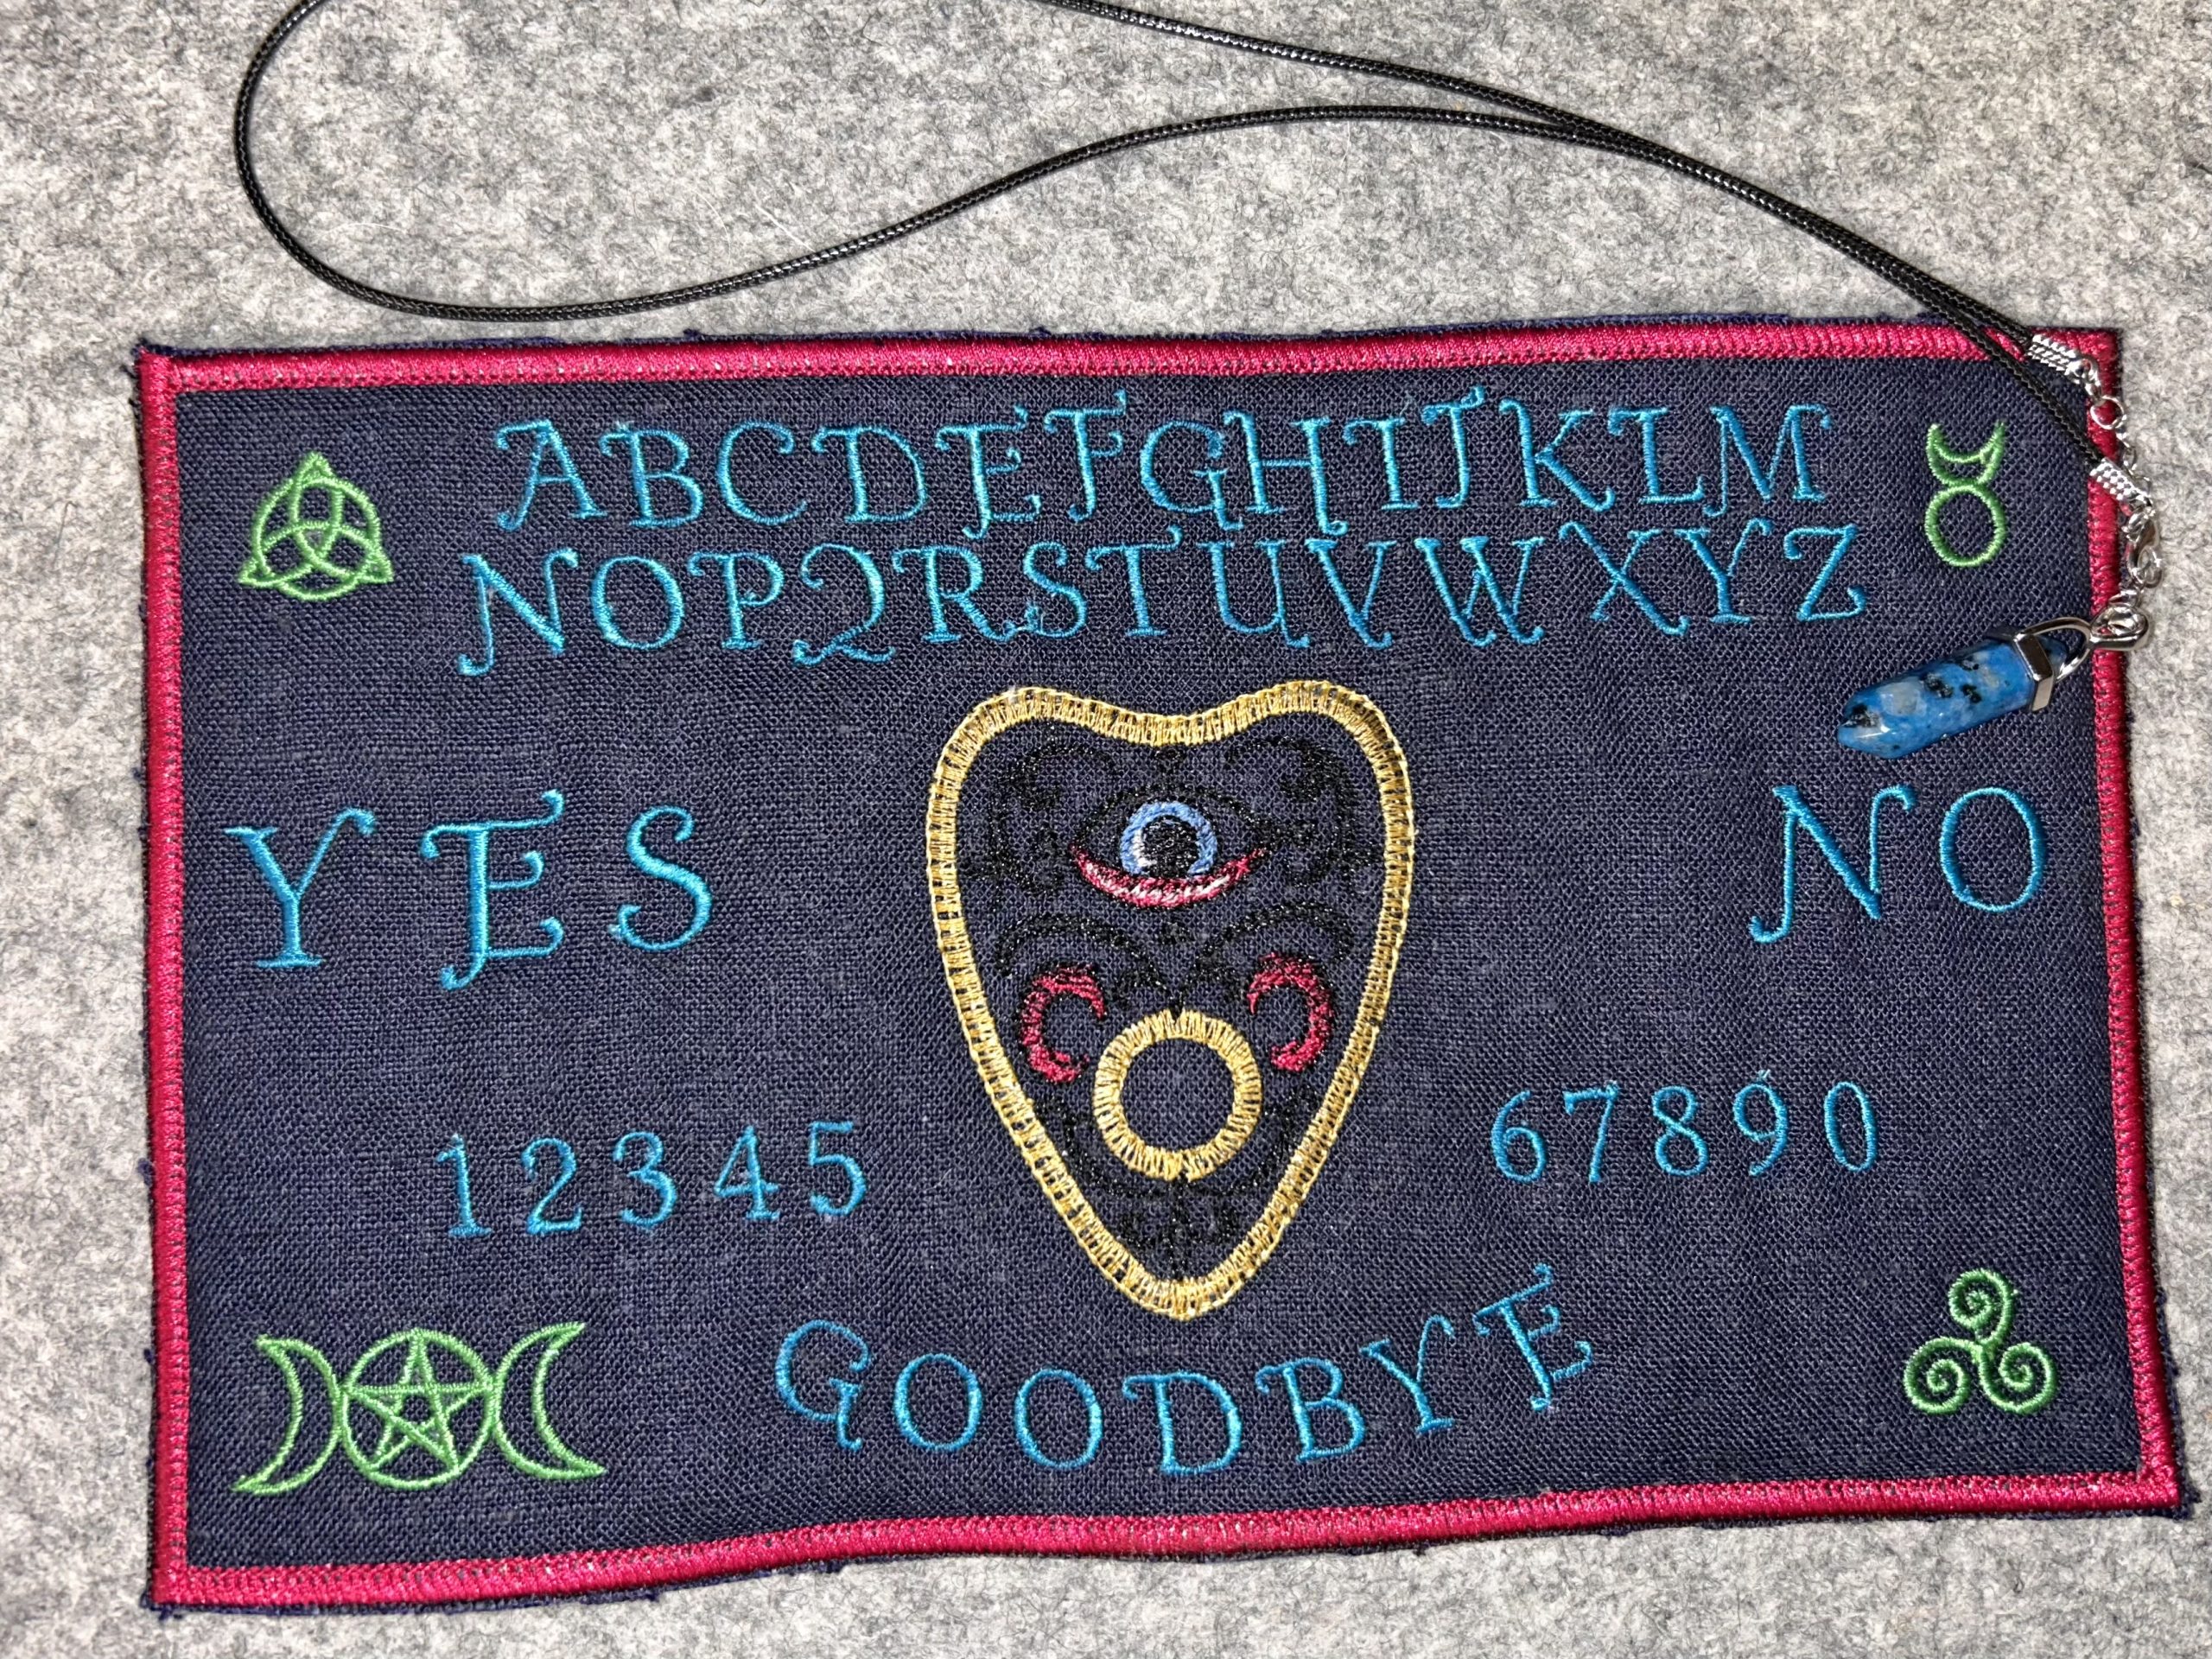 ABCDEFGHIJKLM
NOPQRSTUVWXYZ
YES
NO
12345
67890
GOODBYE